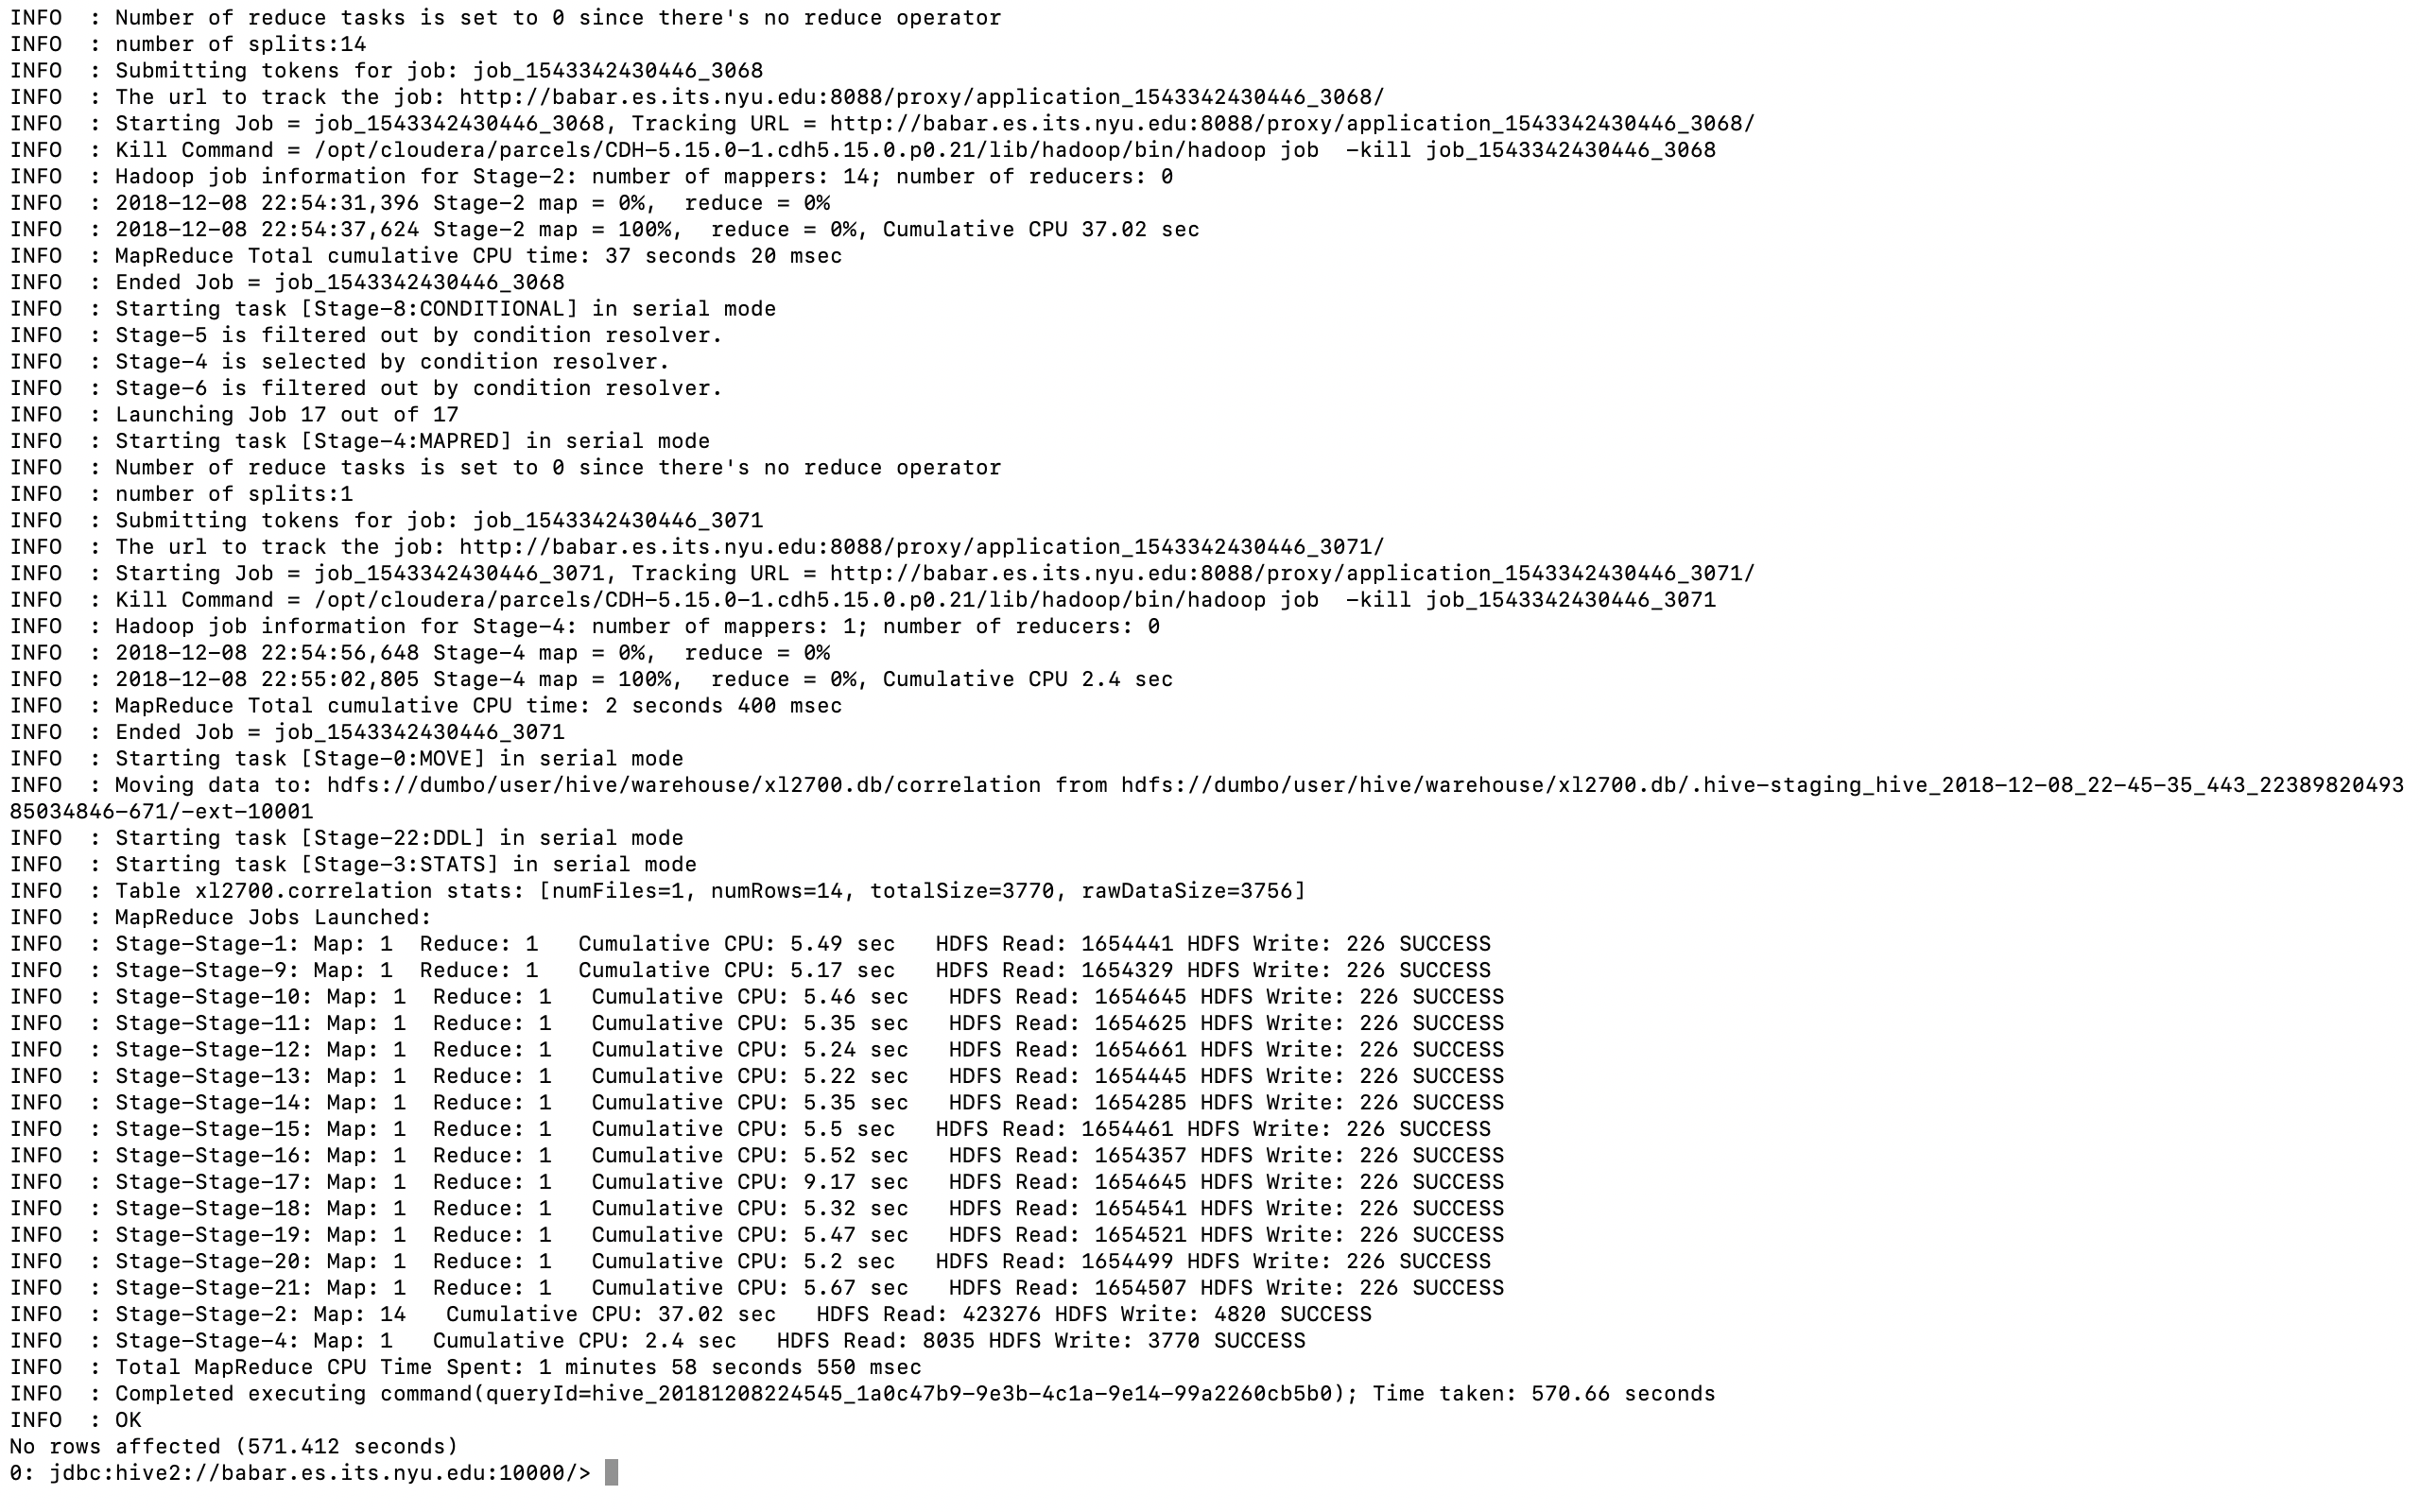 INFO  : Number of reduce tasks is set to 0 since there's no reduce operator
INFO  : number of splits:14
INFO  : Submitting tokens for job: job_1543342430446_3068
INFO  : The url to track the job: http://babar.es.its.nyu.edu:8088/proxy/application_1543342430446_3068/
INFO  : Starting Job = job_1543342430446_3068, Tracking URL = http://babar.es.its.nyu.edu:8088/proxy/application_1543342430446_3068/
INFO  : Kill Command = /opt/cloudera/parcels/CDH-5.15.0-1.cdh5.15.0.p0.21/lib/hadoop/bin/hadoop job  -kill job_1543342430446_3068
INFO  : Hadoop job information for Stage-2: number of mappers: 14; number of reducers: 0
INFO  : 2018-12-08 22:54:31,396 Stage-2 map = 0%,  reduce = 0%
INFO  : 2018-12-08 22:54:37,624 Stage-2 map = 100%,  reduce = 0%, Cumulative CPU 37.02 sec
INFO  : MapReduce Total cumulative CPU time: 37 seconds 20 msec
INFO  : Ended Job = job_1543342430446_3068
INFO  : Starting task [Stage-8:CONDITIONAL] in serial mode
INFO  : Stage-5 is filtered out by condition resolver.
INFO  : Stage-4 is selected by condition resolver.
INFO  : Stage-6 is filtered out by condition resolver.
INFO  : Launching Job 17 out of 17
INFO  : Starting task [Stage-4:MAPRED] in serial mode
INFO  : Number of reduce tasks is set to 0 since there's no reduce operator
INFO  : number of splits:1
INFO  : Submitting tokens for job: job_1543342430446_3071
INFO  : The url to track the job: http://babar.es.its.nyu.edu:8088/proxy/application_1543342430446_3071/
INFO  : Starting Job = job_1543342430446_3071, Tracking URL = http://babar.es.its.nyu.edu:8088/proxy/application_1543342430446_3071/
INFO  : Kill Command = /opt/cloudera/parcels/CDH-5.15.0-1.cdh5.15.0.p0.21/lib/hadoop/bin/hadoop job  -kill job_1543342430446_3071
INFO  : Hadoop job information for Stage-4: number of mappers: 1; number of reducers: 0
INFO  : 2018-12-08 22:54:56,648 Stage-4 map = 0%,  reduce = 0%
INFO  : 2018-12-08 22:55:02,805 Stage-4 map = 100%,  reduce = 0%, Cumulative CPU 2.4 sec
INFO  : MapReduce Total cumulative CPU time: 2 seconds 400 msec
INFO  : Ended Job = job_1543342430446_3071
INFO  : Starting task [Stage-0:MOVE] in serial mode
INFO  : Moving data to: hdfs://dumbo/user/hive/warehouse/xl2700.db/correlation from hdfs://dumbo/user/hive/warehouse/xl2700.db/.hive-staging_hive_2018-12-08_22-45-35_443_22389820493
85034846-671/-ext-10001
INFO  : Starting task [Stage-22:DDL] in serial mode
INFO  : Starting task [Stage-3:STATS] in serial mode
INFO  : Table xl2700.correlation stats: [numFiles=1, numRows=14, totalSize=3770, rawDataSize=3756]
INFO  : MapReduce Jobs Launched:
INFO  : Stage-Stage-1: Map: 1  Reduce: 1   Cumulative CPU: 5.49 sec   HDFS Read: 1654441 HDFS Write: 226 SUCCESS
INFO  : Stage-Stage-9: Map: 1  Reduce: 1   Cumulative CPU: 5.17 sec   HDFS Read: 1654329 HDFS Write: 226 SUCCESS
INFO  : Stage-Stage-10: Map: 1  Reduce: 1   Cumulative CPU: 5.46 sec   HDFS Read: 1654645 HDFS Write: 226 SUCCESS
INFO  : Stage-Stage-11: Map: 1  Reduce: 1   Cumulative CPU: 5.35 sec   HDFS Read: 1654625 HDFS Write: 226 SUCCESS
INFO  : Stage-Stage-12: Map: 1  Reduce: 1   Cumulative CPU: 5.24 sec   HDFS Read: 1654661 HDFS Write: 226 SUCCESS
INFO  : Stage-Stage-13: Map: 1  Reduce: 1   Cumulative CPU: 5.22 sec   HDFS Read: 1654445 HDFS Write: 226 SUCCESS
INFO  : Stage-Stage-14: Map: 1  Reduce: 1   Cumulative CPU: 5.35 sec   HDFS Read: 1654285 HDFS Write: 226 SUCCESS
INFO  : Stage-Stage-15: Map: 1  Reduce: 1   Cumulative CPU: 5.5 sec   HDFS Read: 1654461 HDFS Write: 226 SUCCESS
INFO  : Stage-Stage-16: Map: 1  Reduce: 1   Cumulative CPU: 5.52 sec   HDFS Read: 1654357 HDFS Write: 226 SUCCESS
INFO  : Stage-Stage-17: Map: 1  Reduce: 1   Cumulative CPU: 9.17 sec   HDFS Read: 1654645 HDFS Write: 226 SUCCESS
INFO  : Stage-Stage-18: Map: 1  Reduce: 1   Cumulative CPU: 5.32 sec   HDFS Read: 1654541 HDFS Write: 226 SUCCESS
INFO  : Stage-Stage-19: Map: 1  Reduce: 1   Cumulative CPU: 5.47 sec   HDFS Read: 1654521 HDFS Write: 226 SUCCESS
INFO  : Stage-Stage-20: Map: 1  Reduce: 1   Cumulative CPU: 5.2 sec   HDFS Read: 1654499 HDFS Write: 226 SUCCESS
INFO  : Stage-Stage-21: Map: 1  Reduce: 1   Cumulative CPU: 5.67 sec   HDFS Read: 1654507 HDFS Write: 226 SUCCESS
INFO  : Stage-Stage-2: Map: 14   Cumulative CPU: 37.02 sec   HDFS Read: 423276 HDFS Write: 4820 SUCCESS
INFO  : Stage-Stage-4: Map: 1   Cumulative CPU: 2.4 sec   HDFS Read: 8035 HDFS Write: 3770 SUCCESS
INFO  : Total MapReduce CPU Time Spent: 1 minutes 58 seconds 550 msec
INFO  : Completed executing command(queryId=hive_20181208224545_1a0c47b9-9e3b-4c1a-9e14-99a2260cb5b0); Time taken: 570.66 seconds
INFO  : OK
No rows affected (571.412 seconds)
0: jdbc:hive2://babar.es.its.nyu.edu:10000/>